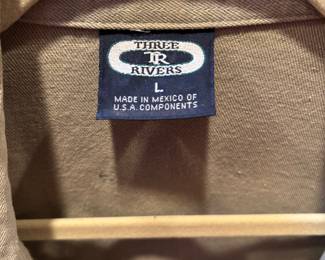 THREE
TR
RIVERS
L
MADE IN MEXICO OF
U.S.A. COMPONENTS